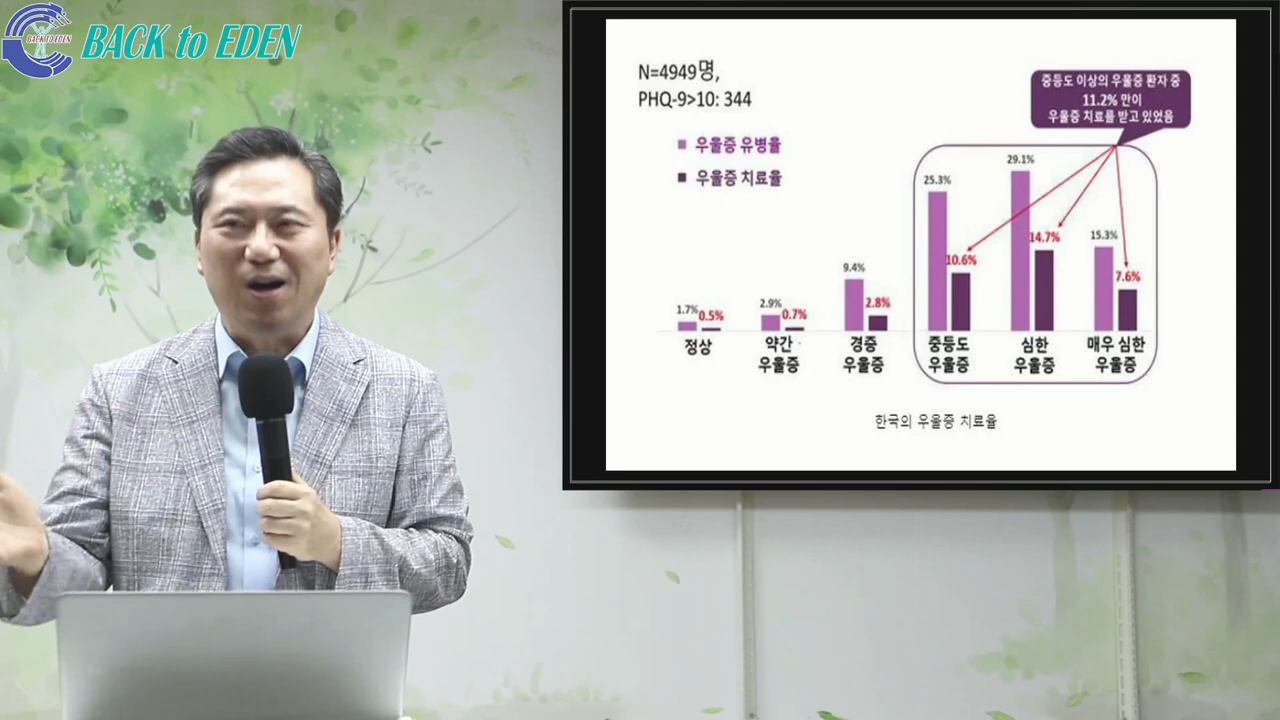 BACK to EDEN
BACK TO EDEN
N=4949명,
PHQ-9>10: 344
우울증 유병율
우울증 치료율
중등도 이상의 우울증 환자 중
11.2% 만이
우울증 치료를 받고 있었음
1.7%
0.5%
2.9%
0.7%
9.4%
2.8%
25.3%
10.6%
29.1%
14.7%
15.3%
7.6%
정상
약간
우울증
경증
우울증
중등도
우울증
심한
우울증
매우 심한
우울증
한국의 우울증 치료율